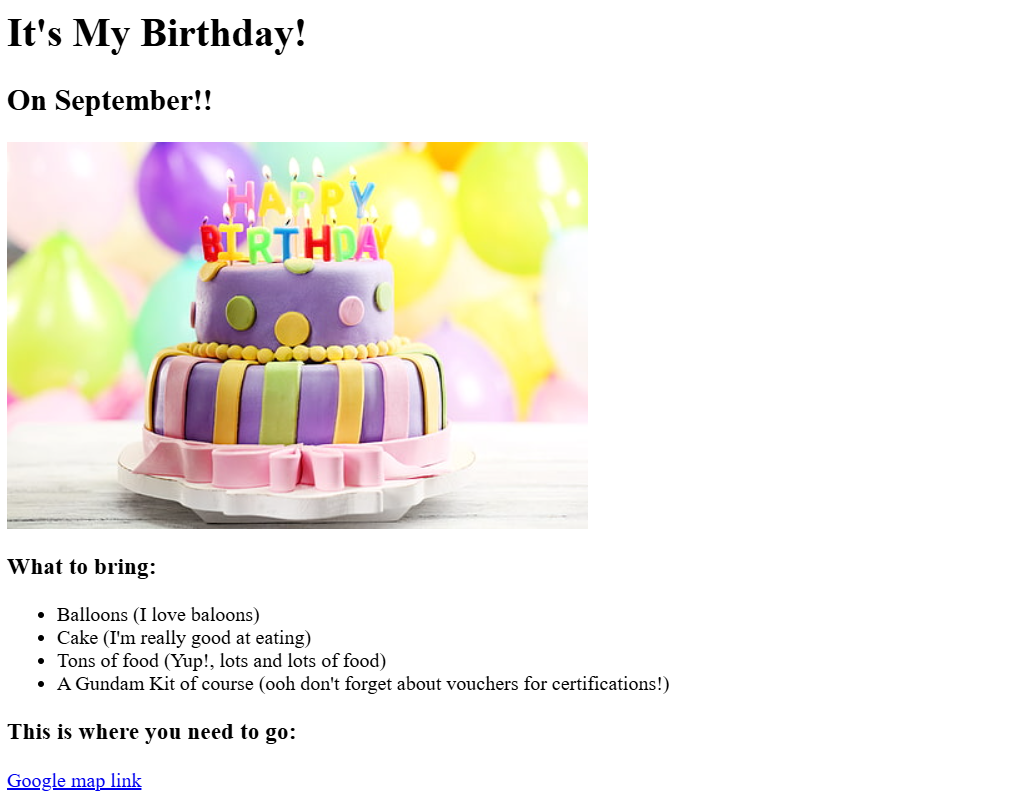 It's My Birthday!
On September!!
HAPPY
BIRTHDAY
What to bring:
Balloons (I love baloons)
Cake (I'm really good at eating)
Tons of food (Yup!, lots and lots of food)
A Gundam Kit of course (ooh don't forget about vouchers for certifications!)
This is where you need to go:
Google map link